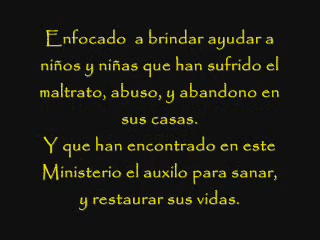 Enfocado a brindar ayudar a
niños y niñas que han sufrido el
maltrato, abuso, y abandono en
sus casas.
Y que han encontrado en este
Ministerio el auxilo para sanar,
y restaurar sus vidas.